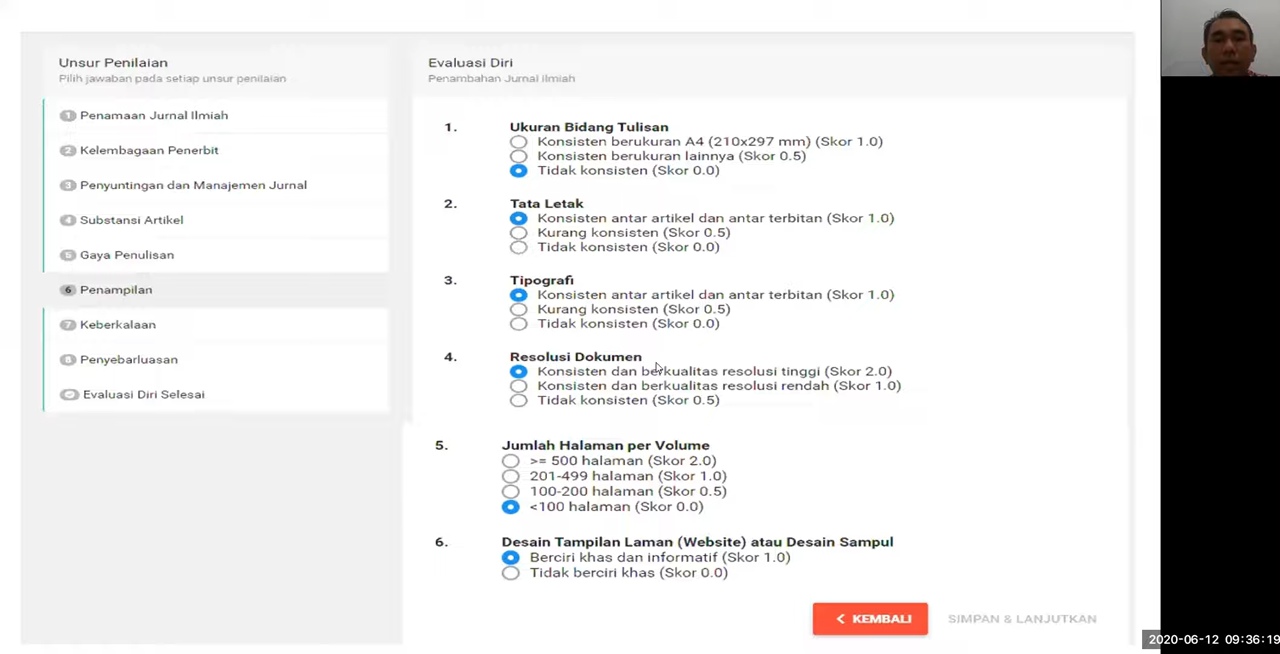 Unsur Penilaian
Pilih jawaban pada setiap unsur penilaian
1 Penamaan Jurnal Ilmiah
2 Kelembagaan Penerbit
3 Penyuntingan dan Manajemen Jurnal
4 Substansi Artikel
5 Gaya Penulisan
6 Penampilan
7 Keberkalaan
8 Penyebarluasan
Evaluasi Diri Selesai
Evaluasi Diri
Penambahan Jurnal Ilmiah
1. Ukuran Bidang Tulisan
Konsisten berukuran A4 (210x297 mm) (Skor 1.0)
Konsisten berukuran lainnya (Skor 0.5)
Tidak konsisten (Skor 0.0)
2. Tata Letak
Konsisten antar artikel dan antar terbitan (Skor 1.0)
Kurang konsisten (Skor 0.5)
Tidak konsisten (Skor 0.0)
3. Tipografi
Konsisten antar artikel dan antar terbitan (Skor 1.0)
Kurang konsisten (Skor 0.5)
Tidak konsisten (Skor 0.0)
4. Resolusi Dokumen
Konsisten dan berkualitas resolusi tinggi (Skor 2.0)
Konsisten dan berkualitas resolusi rendah (Skor 1.0)
Tidak konsisten (Skor 0.5)
5. Jumlah Halaman per Volume
>= 500 halaman (Skor 2.0)
201-499 halaman (Skor 1.0)
100-200 halaman (Skor 0.5)
<100 halaman (Skor 0.0)
6. Desain Tampilan Laman (Website) atau Desain Sampul
Berciri khas dan informatif (Skor 1.0)
Tidak berciri khas (Skor 0.0)
< KEMBALI SIMPAN & LANJUTKAN
2020-06-12 09:36:19